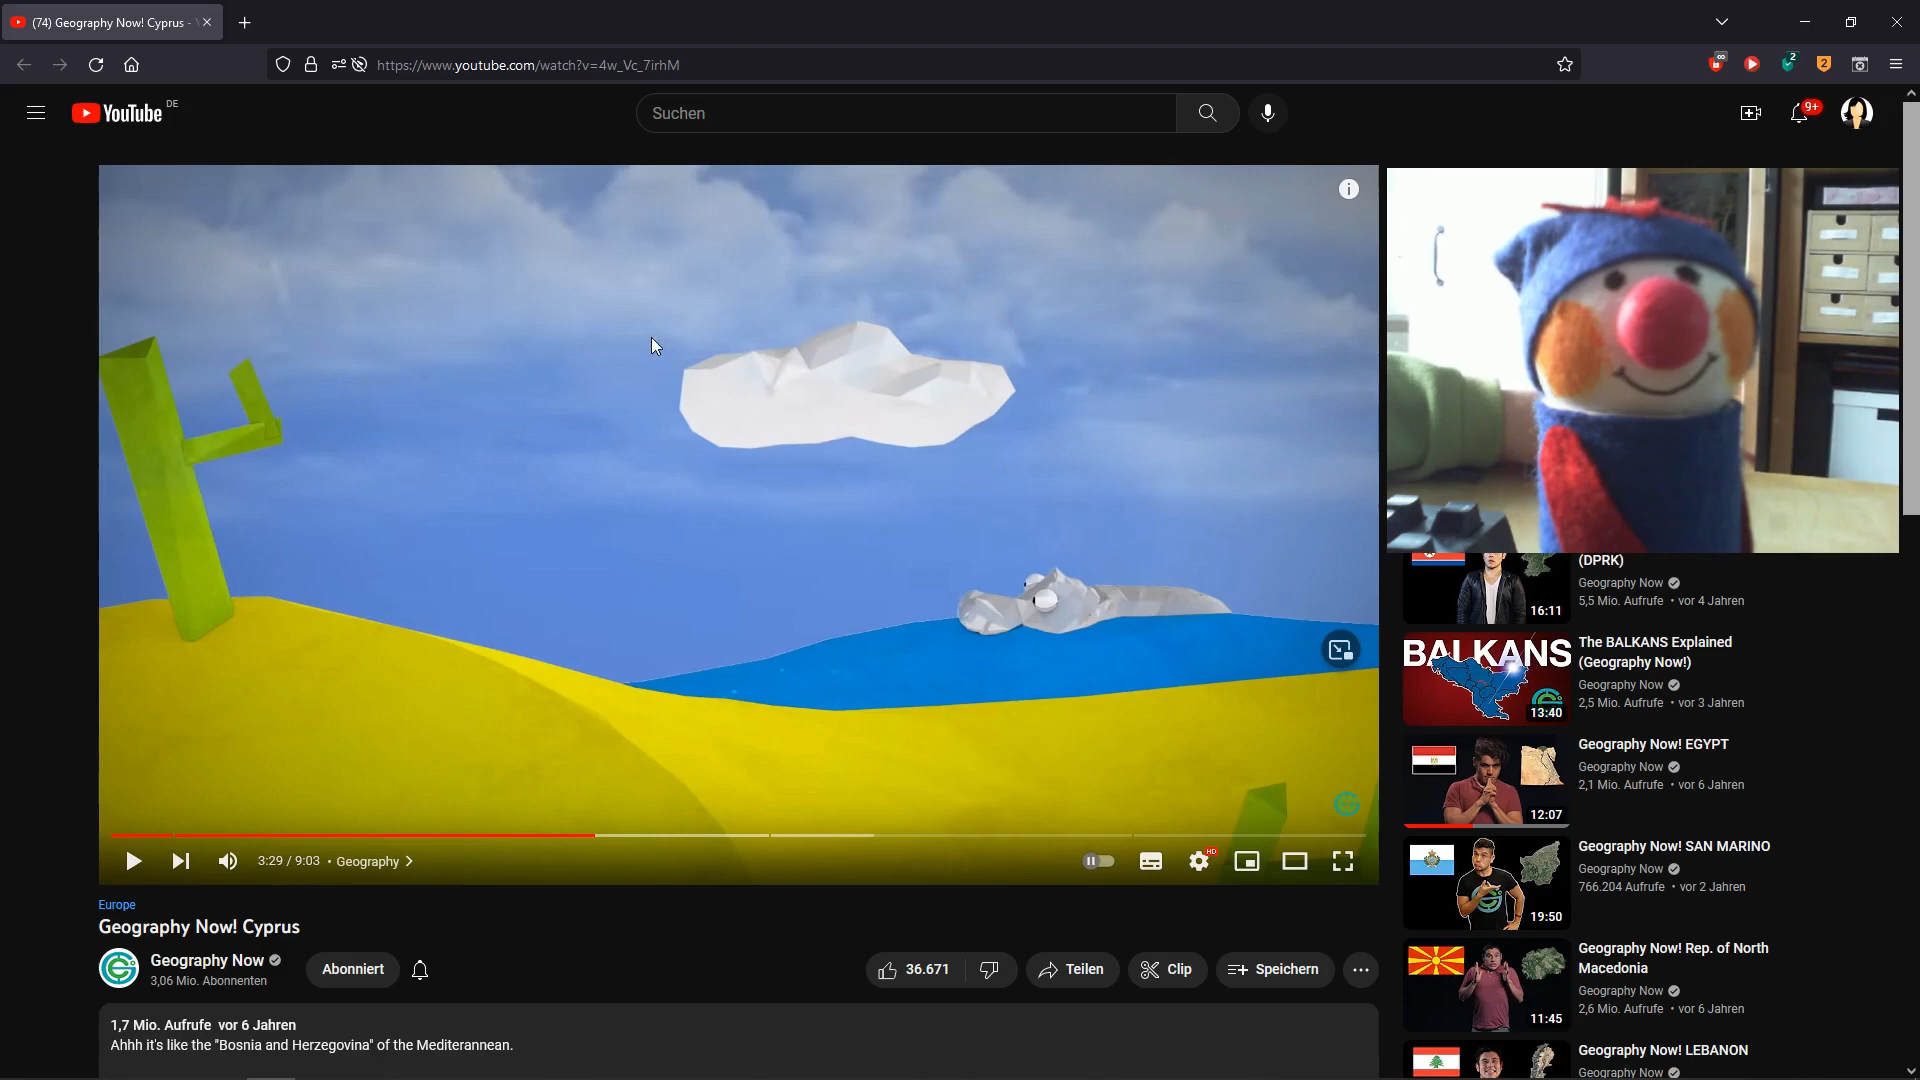 (74) Geography Now! Cyprus -
https://www.youtube.com/watch?v=4w_Vc_7irhM
2
2
YouTube DE
Suchen
9+
i
3:29 / 9:03 • Geography
HD
Europe
Geography Now! Cyprus
Geography Now
3,06 Mio. Abonnenten
Abonniert
36.671
Teilen
Clip
Speichern
1,7 Mio. Aufrufe vor 6 Jahren
Ahhh it's like the "Bosnia and Herzegovina" of the Mediterannean.
(DPRK)
Geography Now
5,5 Mio. Aufrufe • vor 4 Jahren
16:11
BALKANS
13:40
The BALKANS Explained
(Geography Now!)
Geography Now
2,5 Mio. Aufrufe • vor 3 Jahren
12:07
Geography Now! EGYPT
Geography Now
2,1 Mio. Aufrufe • vor 6 Jahren
19:50
Geography Now! SAN MARINO
Geography Now
766.204 Aufrufe • vor 2 Jahren
11:45
Geography Now! Rep. of North
Macedonia
Geography Now
2,6 Mio. Aufrufe • vor 6 Jahren
Geography Now! LEBANON
Geography Now